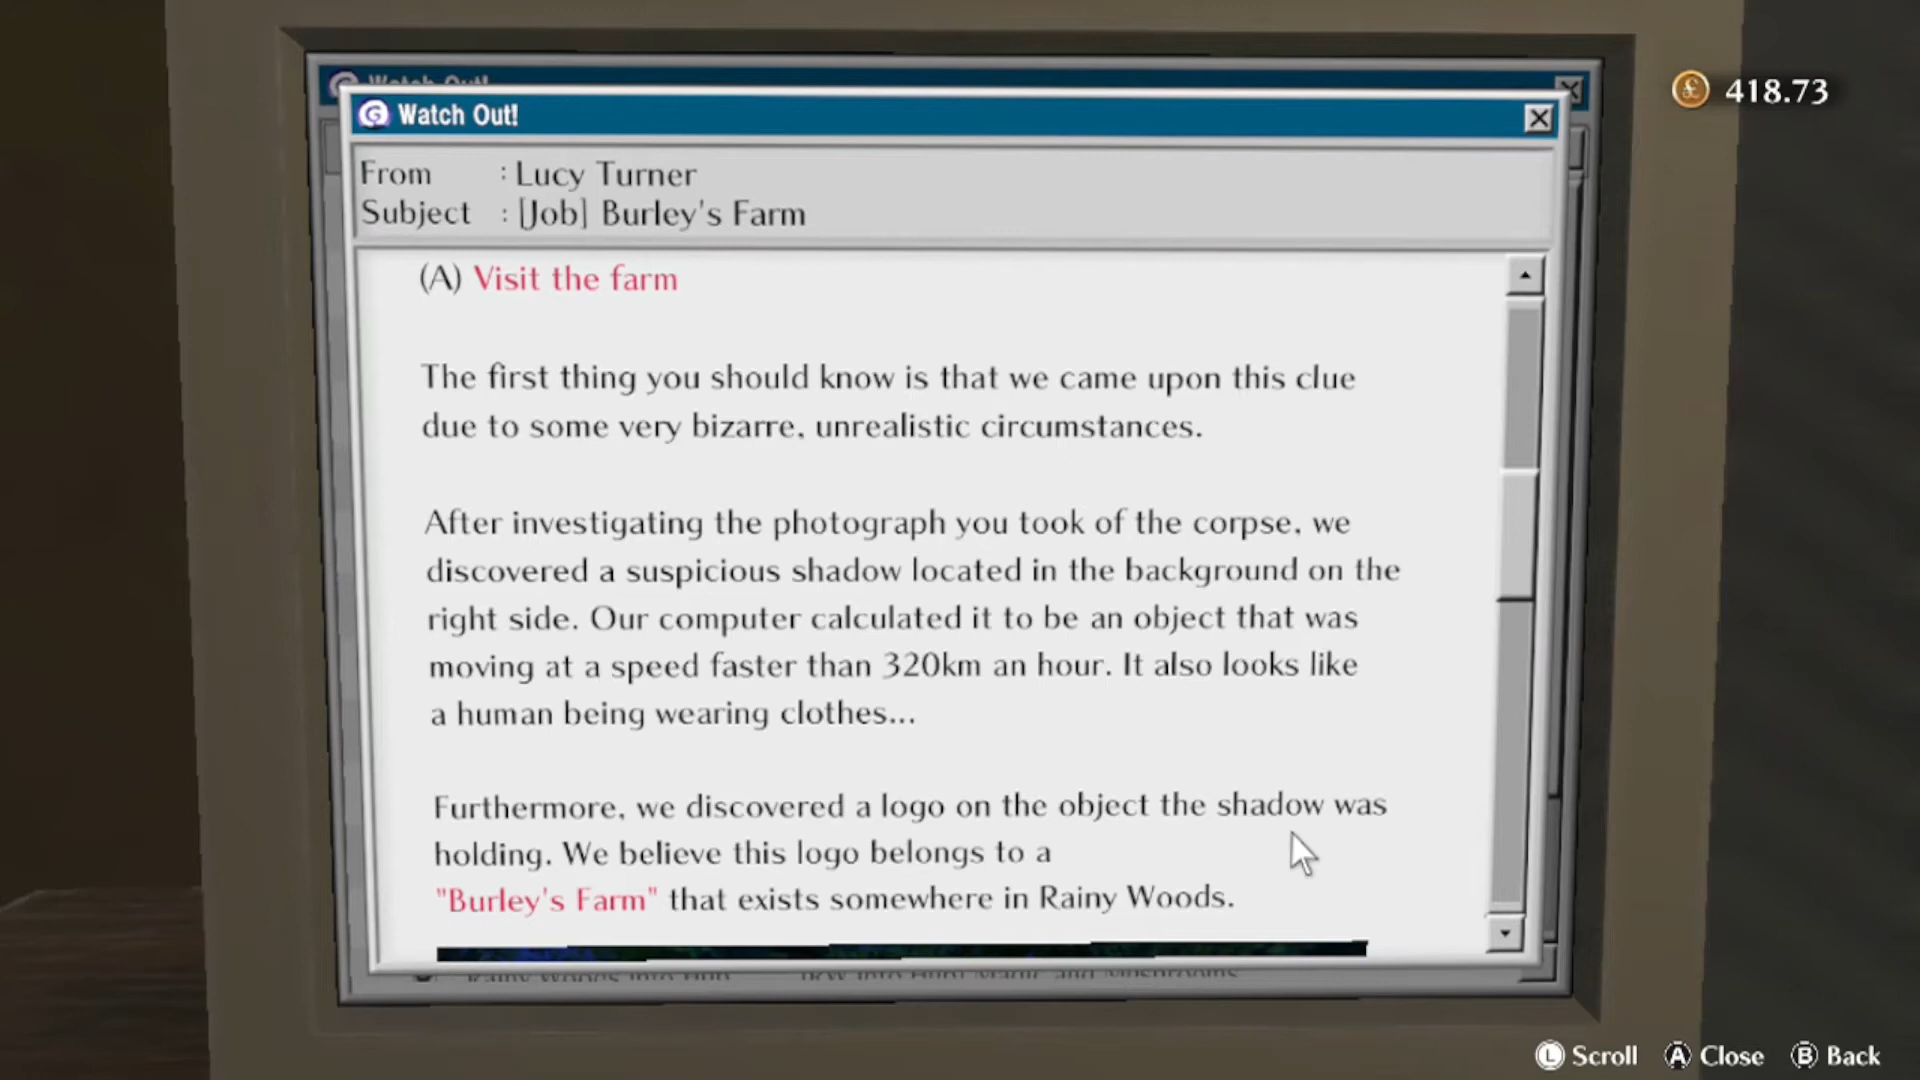 Watch Out!
418.73
Watch Out!
From : Lucy Turner
Subject : [Job] Burley's Farm
(A) Visit the farm
The first thing you should know is that we came upon this clue
due to some very bizarre, unrealistic circumstances.
After investigating the photograph you took of the corpse, we
discovered a suspicious shadow located in the background on the
right side. Our computer calculated it to be an object that was
moving at a speed faster than 320km an hour. It also looks like
a human being wearing clothes...
Furthermore, we discovered a logo on the object the shadow was
holding. We believe this logo belongs to a
"Burley's Farm" that exists somewhere in Rainy Woods.
L Scroll A Close B Back